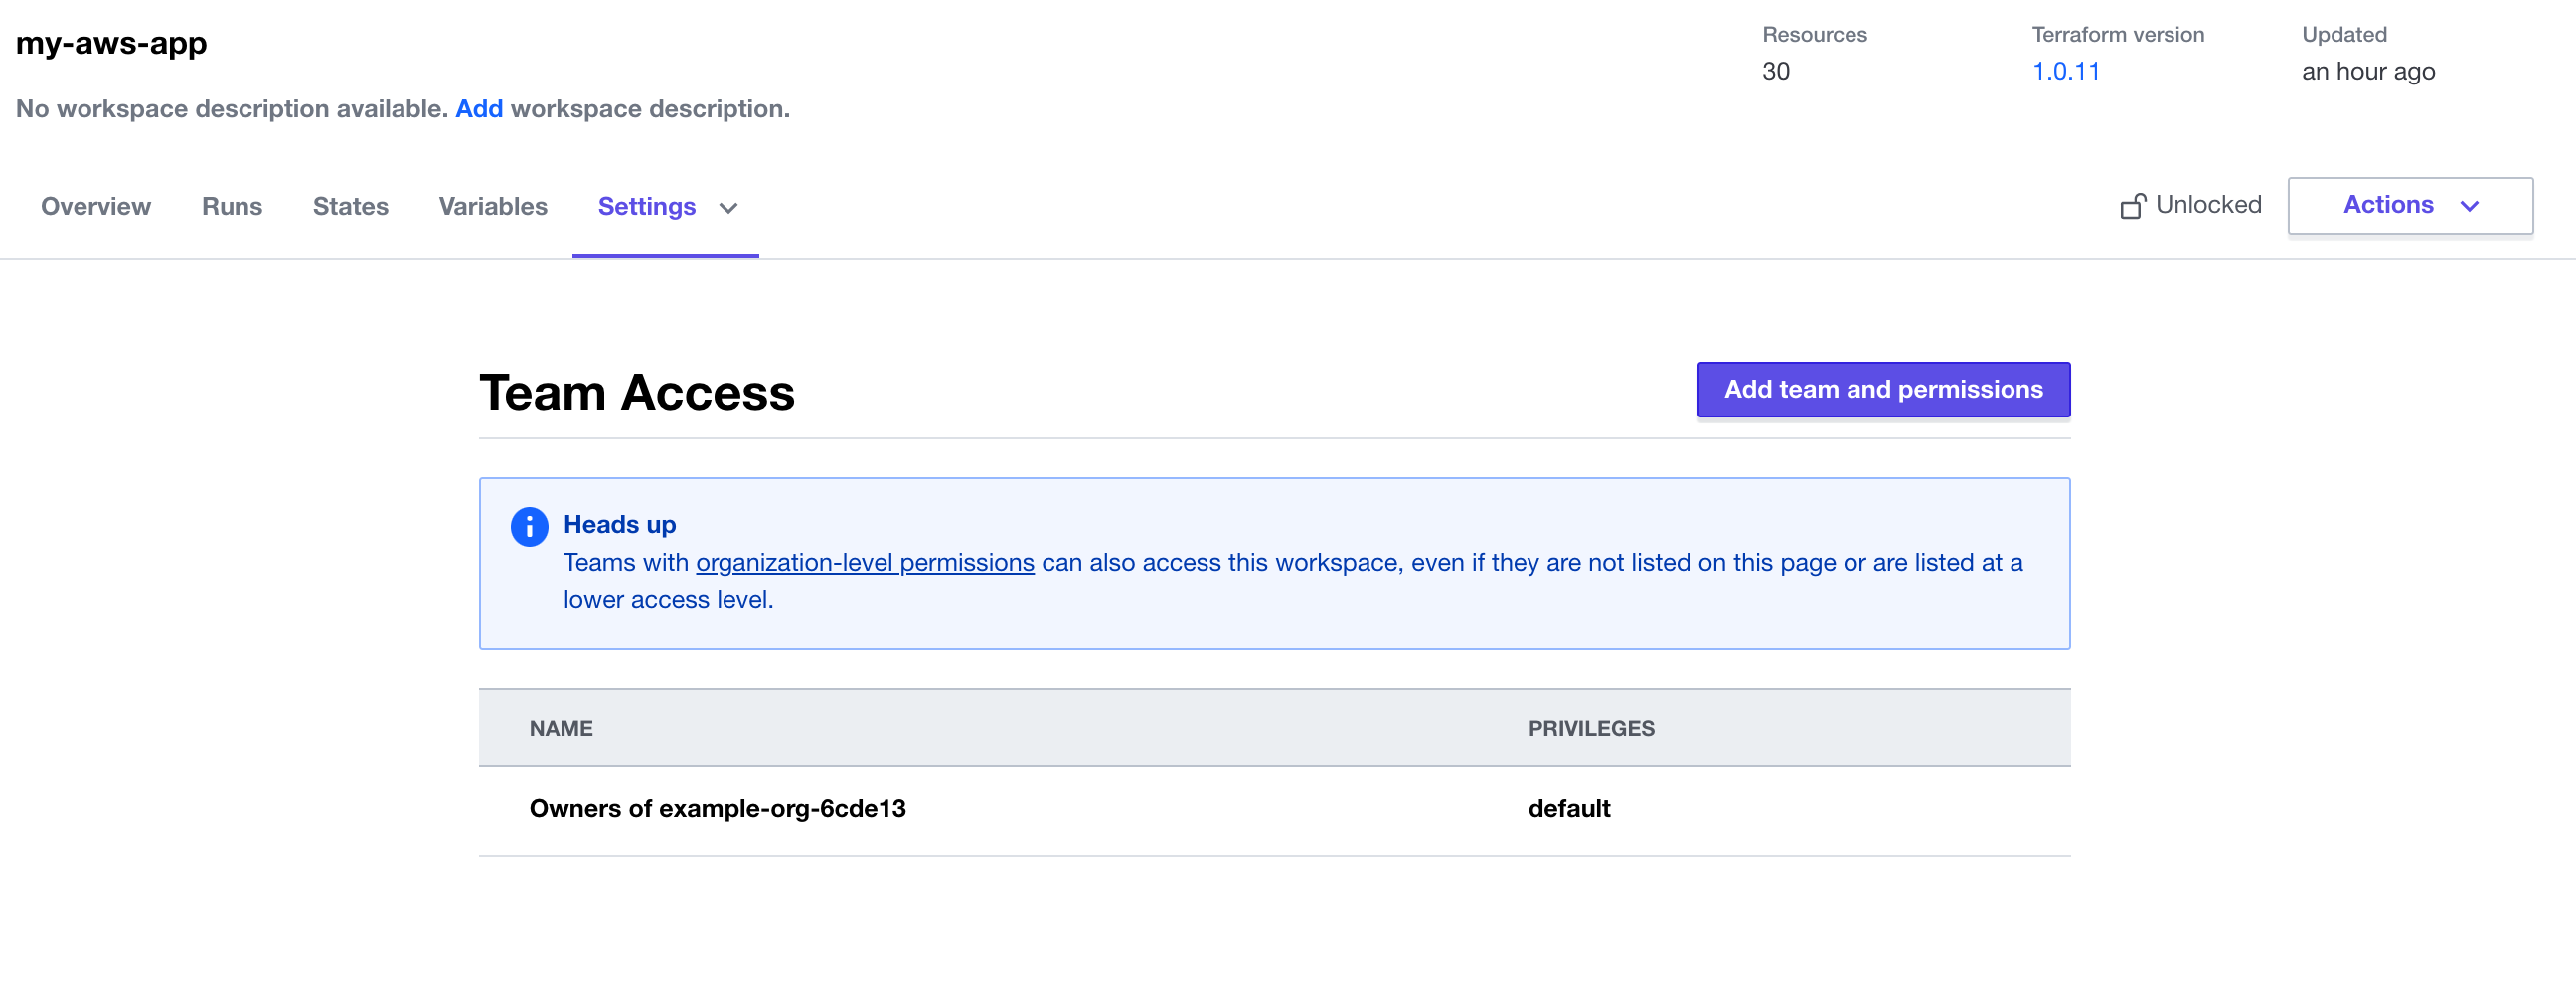 my-aws-app
Resources
Terraform version
Updated
30
1.0.11
an hour ago
No workspace description available. Add workspace description.
Overview
Runs
States
Variables
Settings
Unlocked
Actions
Team Access
Add team and permissions
Heads up
Teams with organization-level permissions can also access this workspace, even if they are not listed on this page or are listed at a
lower access level.
NAME
PRIVILEGES
Owners of example-org-6cde13
default